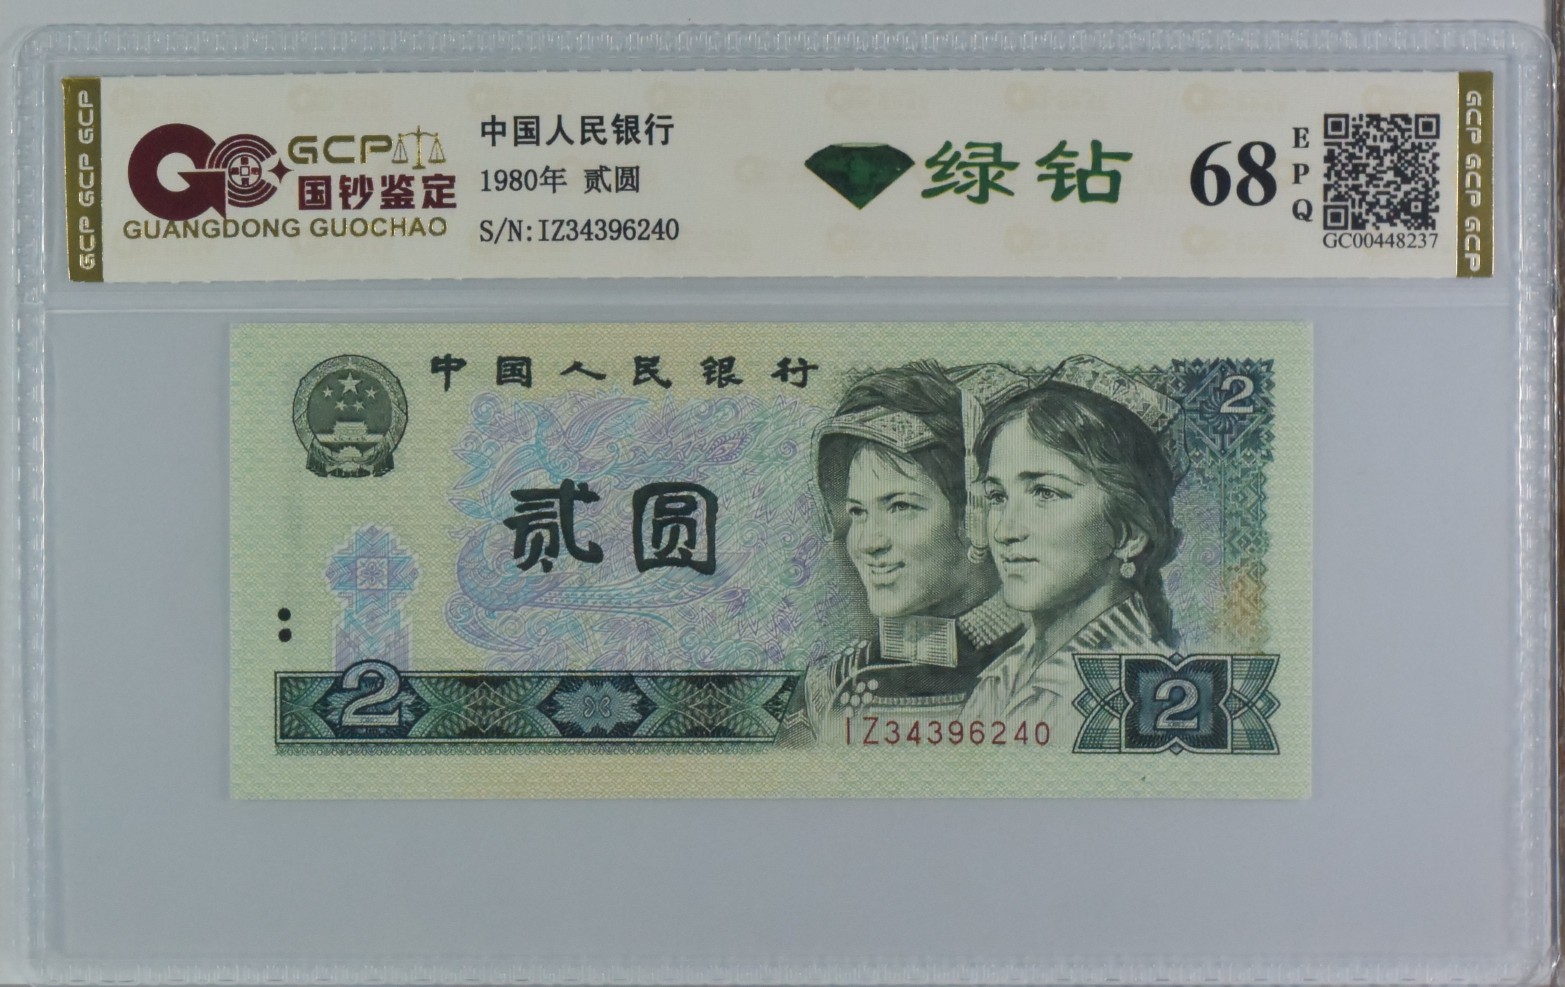 GCP GCP GCP
GCP
国钞鉴定
GUANGDONG GUOCHAO
中国人民银行
1980年 贰圆
S/N:IZ34396240
绿钻
68
EPQ
GC00448237
GCP GCP GCP
中国人民银行
2
贰圆
2
IZ34396240
2